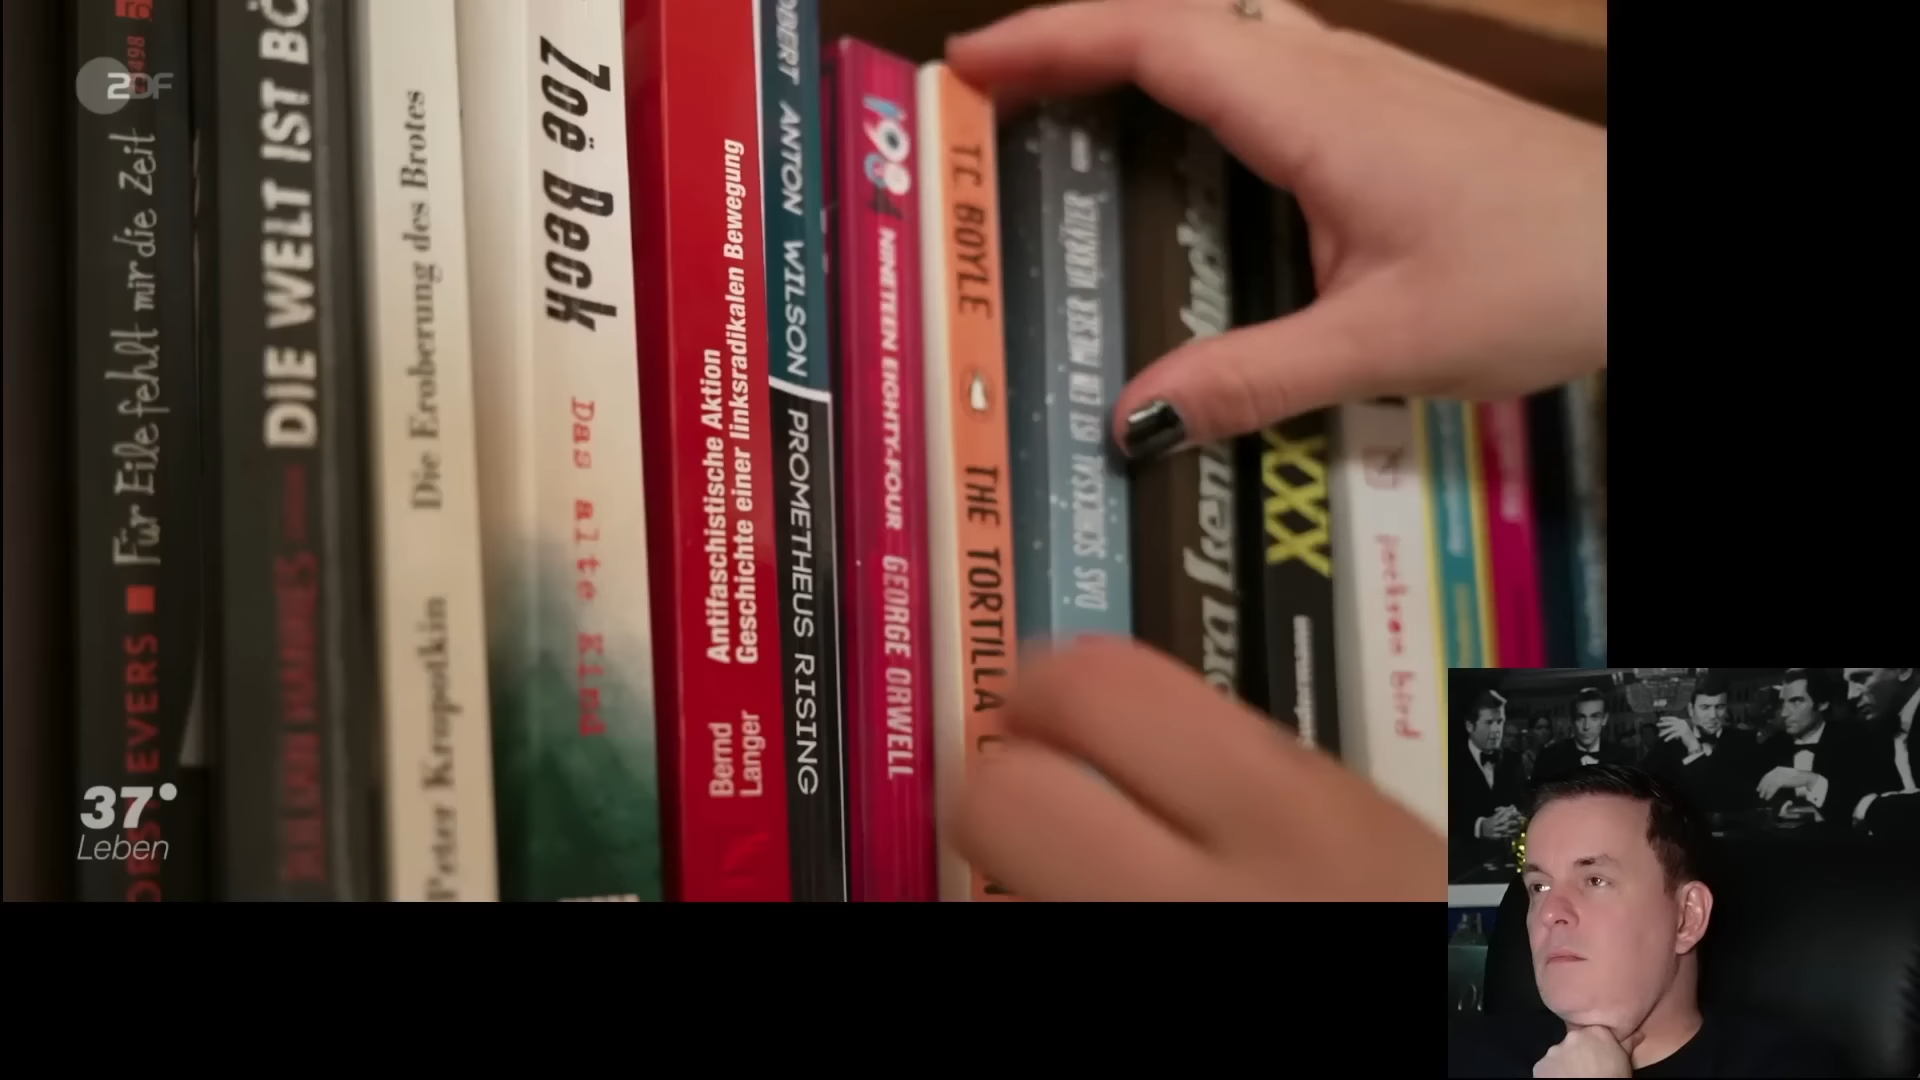 ZDF
Für Eile fehlt mir die Zeit
EVERS
DIE WELT IST BÖ
Die Eroberung des Brotes
Peter Kropotkin
Zoë Beck
Das alte Kind
Antifaschistische Aktion
Geschichte einer linksradikalen Bewegung
Bernd
Langer
ROBERT ANTON WILSON
PROMETHEUS RISING
1984
NINETEEN EIGHTY-FOUR GEORGE ORWELL
TC BOYLE
THE TORTILLA
DAS SCHICKSAL IST EIN MIESER VERRÄTER
XXX
37°
Leben